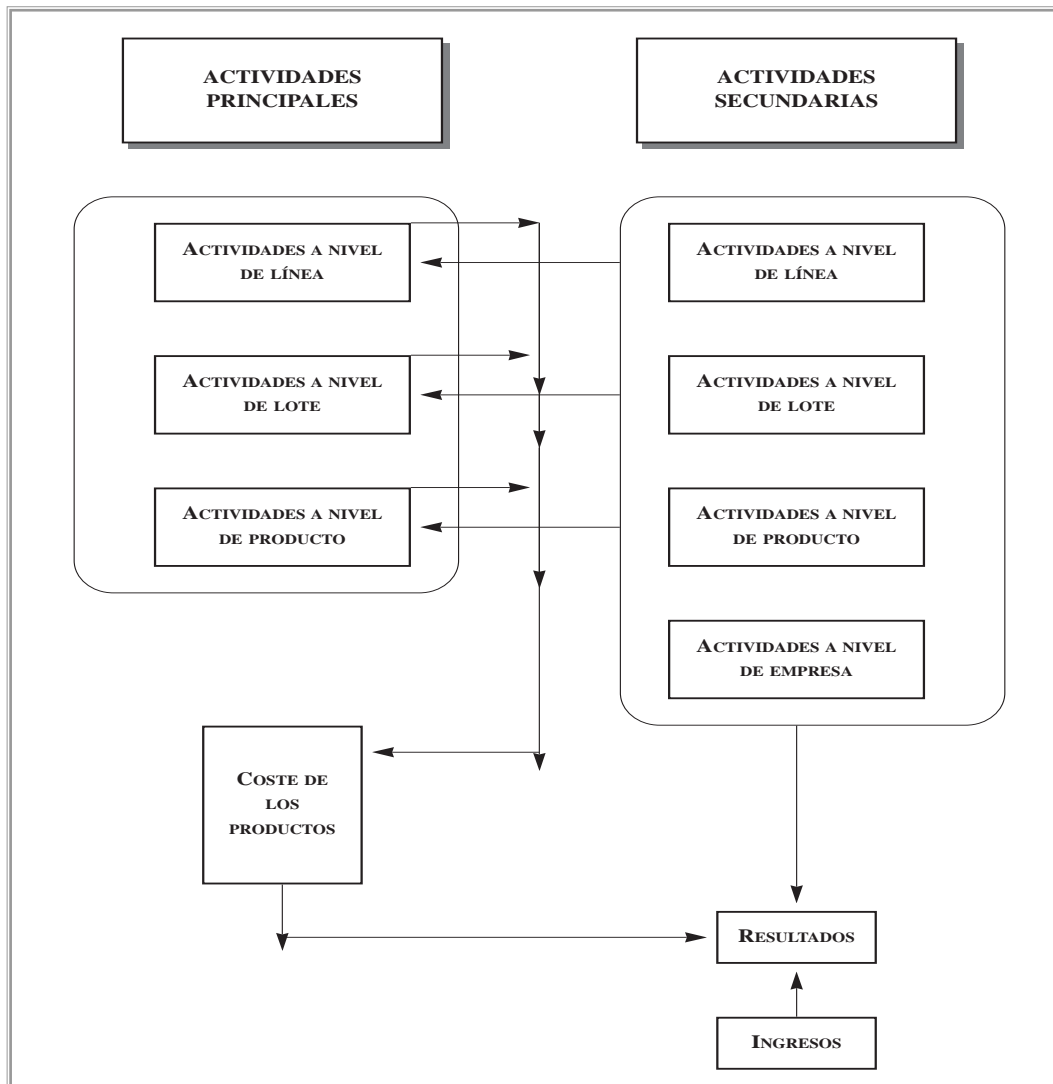 ACTIVIDADES
PRINCIPALES
ACTIVIDADES
SECUNDARIAS
ACTIVIDADES A NIVEL
DE LÍNEA
ACTIVIDADES A NIVEL
DE LÍNEA
ACTIVIDADES A NIVEL
DE LOTE
ACTIVIDADES A NIVEL
DE LOTE
ACTIVIDADES A NIVEL
DE PRODUCTO
ACTIVIDADES A NIVEL
DE PRODUCTO
ACTIVIDADES A NIVEL
DE EMPRESA
COSTE DE
LOS
PRODUCTOS
RESULTADOS
INGRESOS